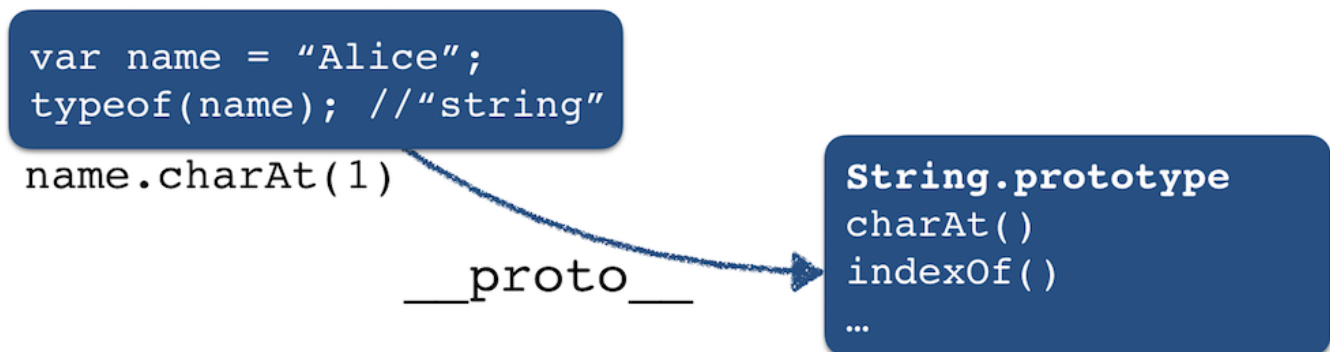 var name = “Alice”;
typeof(name); //“string”
name.charAt(1)
__proto__
String.prototype
charAt()
indexOf()
…